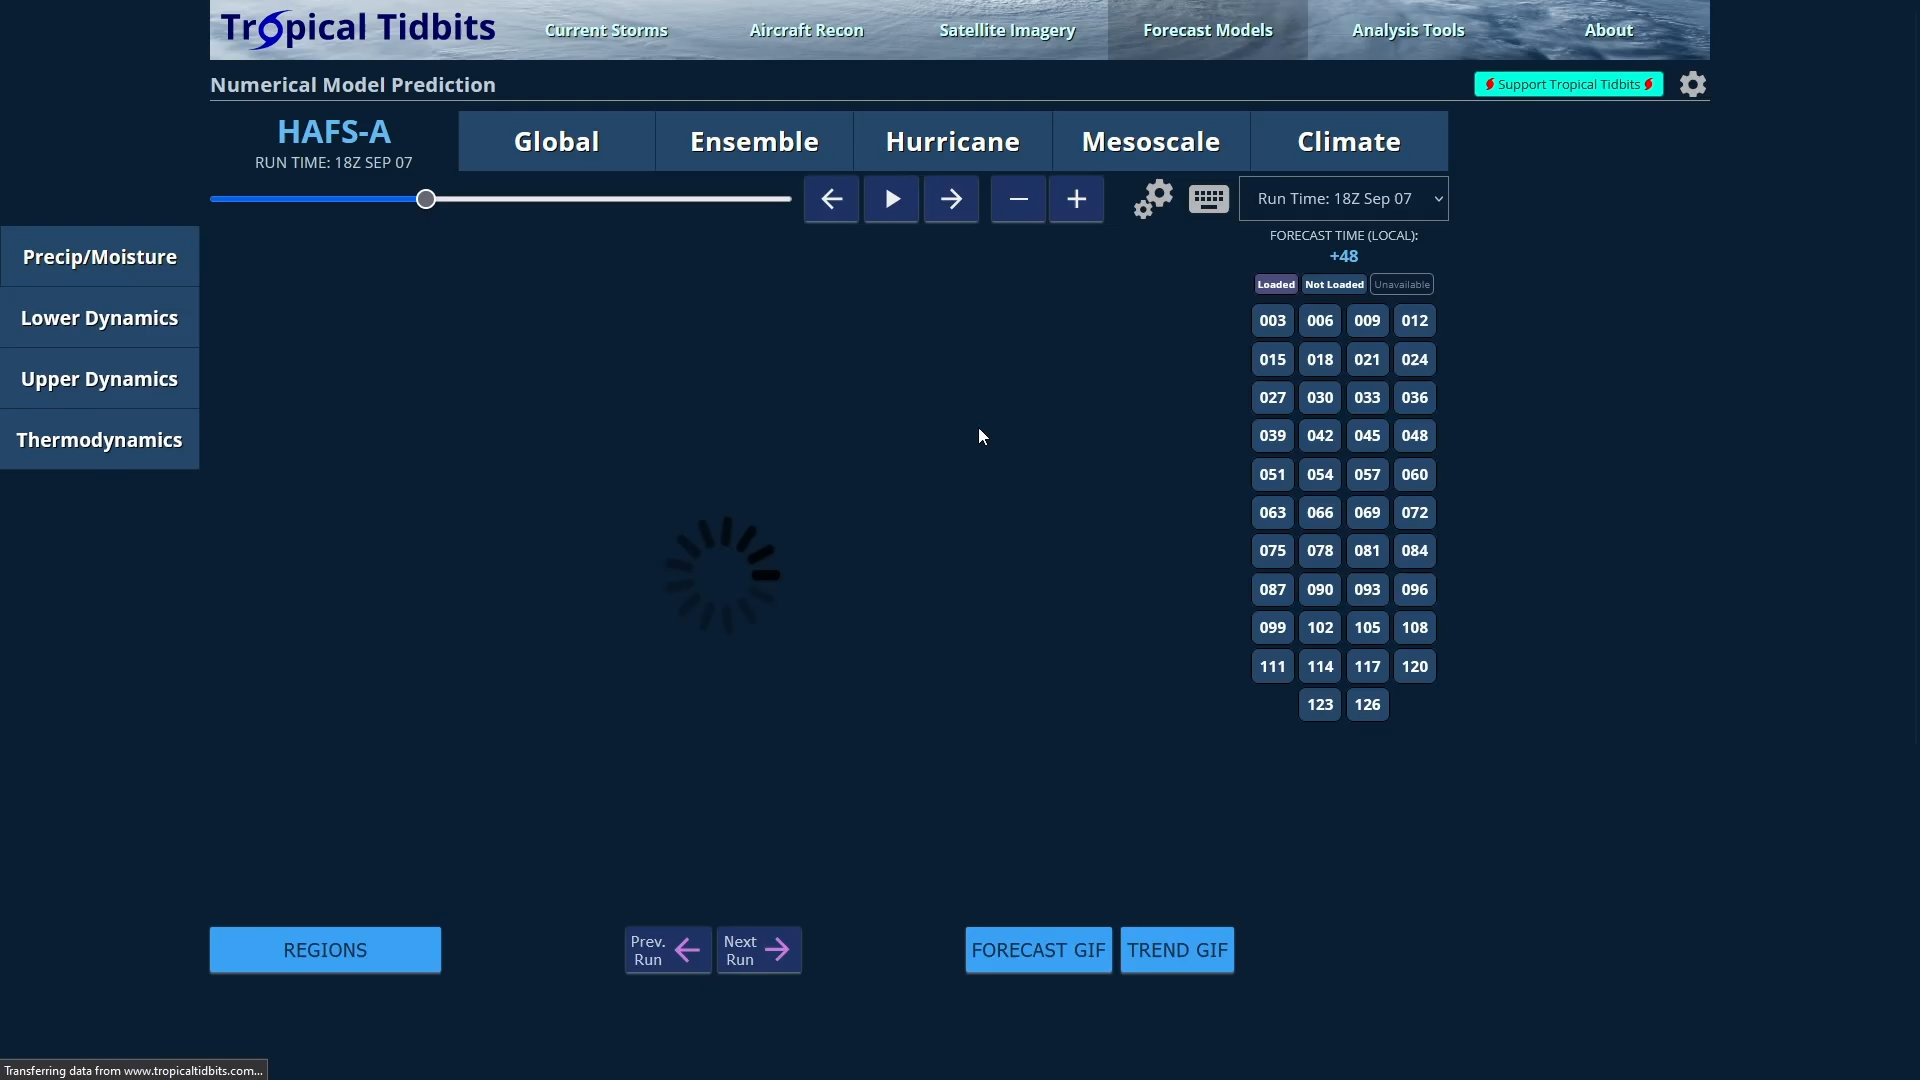 Tropical Tidbits
Current Storms
Aircraft Recon
Satellite Imagery
Forecast Models
Analysis Tools
About
Numerical Model Prediction
Support Tropical Tidbits
HAFS-A
RUN TIME: 18Z SEP 07
Global
Ensemble
Hurricane
Mesoscale
Climate
Run Time: 18Z Sep 07
Precip/Moisture
Lower Dynamics
Upper Dynamics
Thermodynamics
FORECAST TIME (LOCAL):
+48
Loaded Not Loaded Unavailable
003 006 009 012
015 018 021 024
027 030 033 036
039 042 045 048
051 054 057 060
063 066 069 072
075 078 081 084
087 090 093 096
099 102 105 108
111 114 117 120
123 126
REGIONS
Prev.
Run
Next
Run
FORECAST GIF
TREND GIF
Transferring data from www.tropicaltidbits.com...